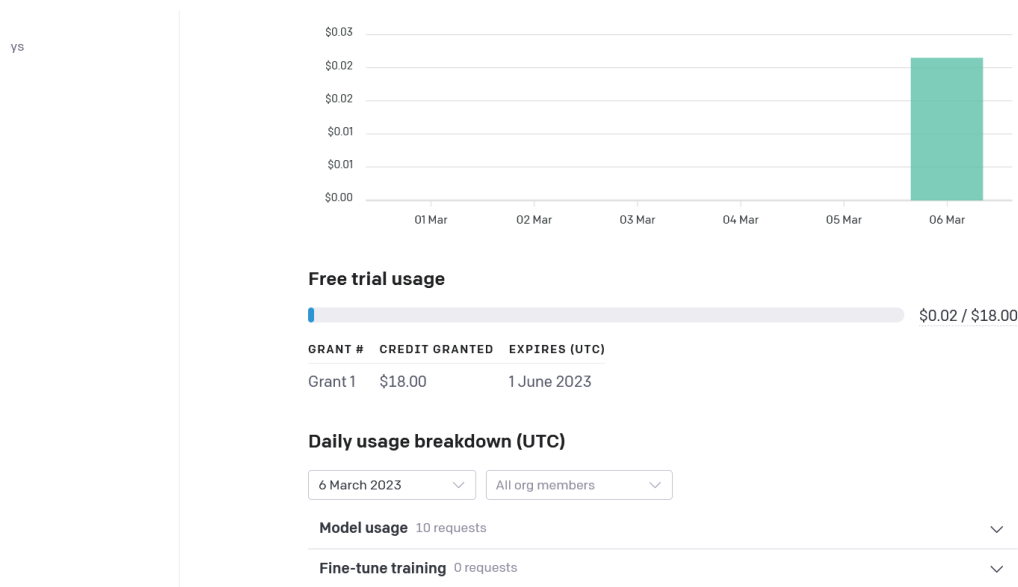 ys
$0.03
$0.02
$0.02
$0.01
$0.01
$0.00
01 Mar 02 Mar 03 Mar 04 Mar 05 Mar 06 Mar
Free trial usage
$0.02 / $18.00
GRANT # CREDIT GRANTED EXPIRES (UTC)
Grant 1 $18.00 1 June 2023
Daily usage breakdown (UTC)
6 March 2023 All org members
Model usage 10 requests
Fine-tune training 0 requests